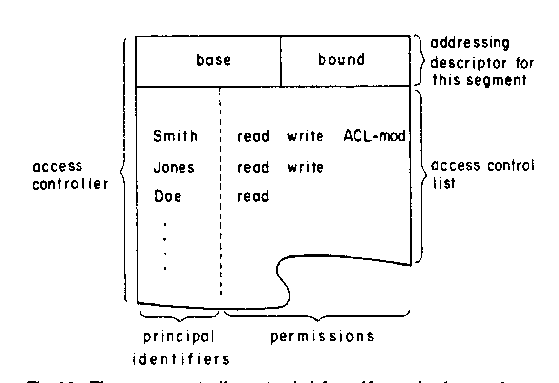 base bound
addressing
descriptor for
this segment
Smith read write ACL-mod
Jones read write
Doe read
access
controller
access control
list
principal
identifiers
permissions